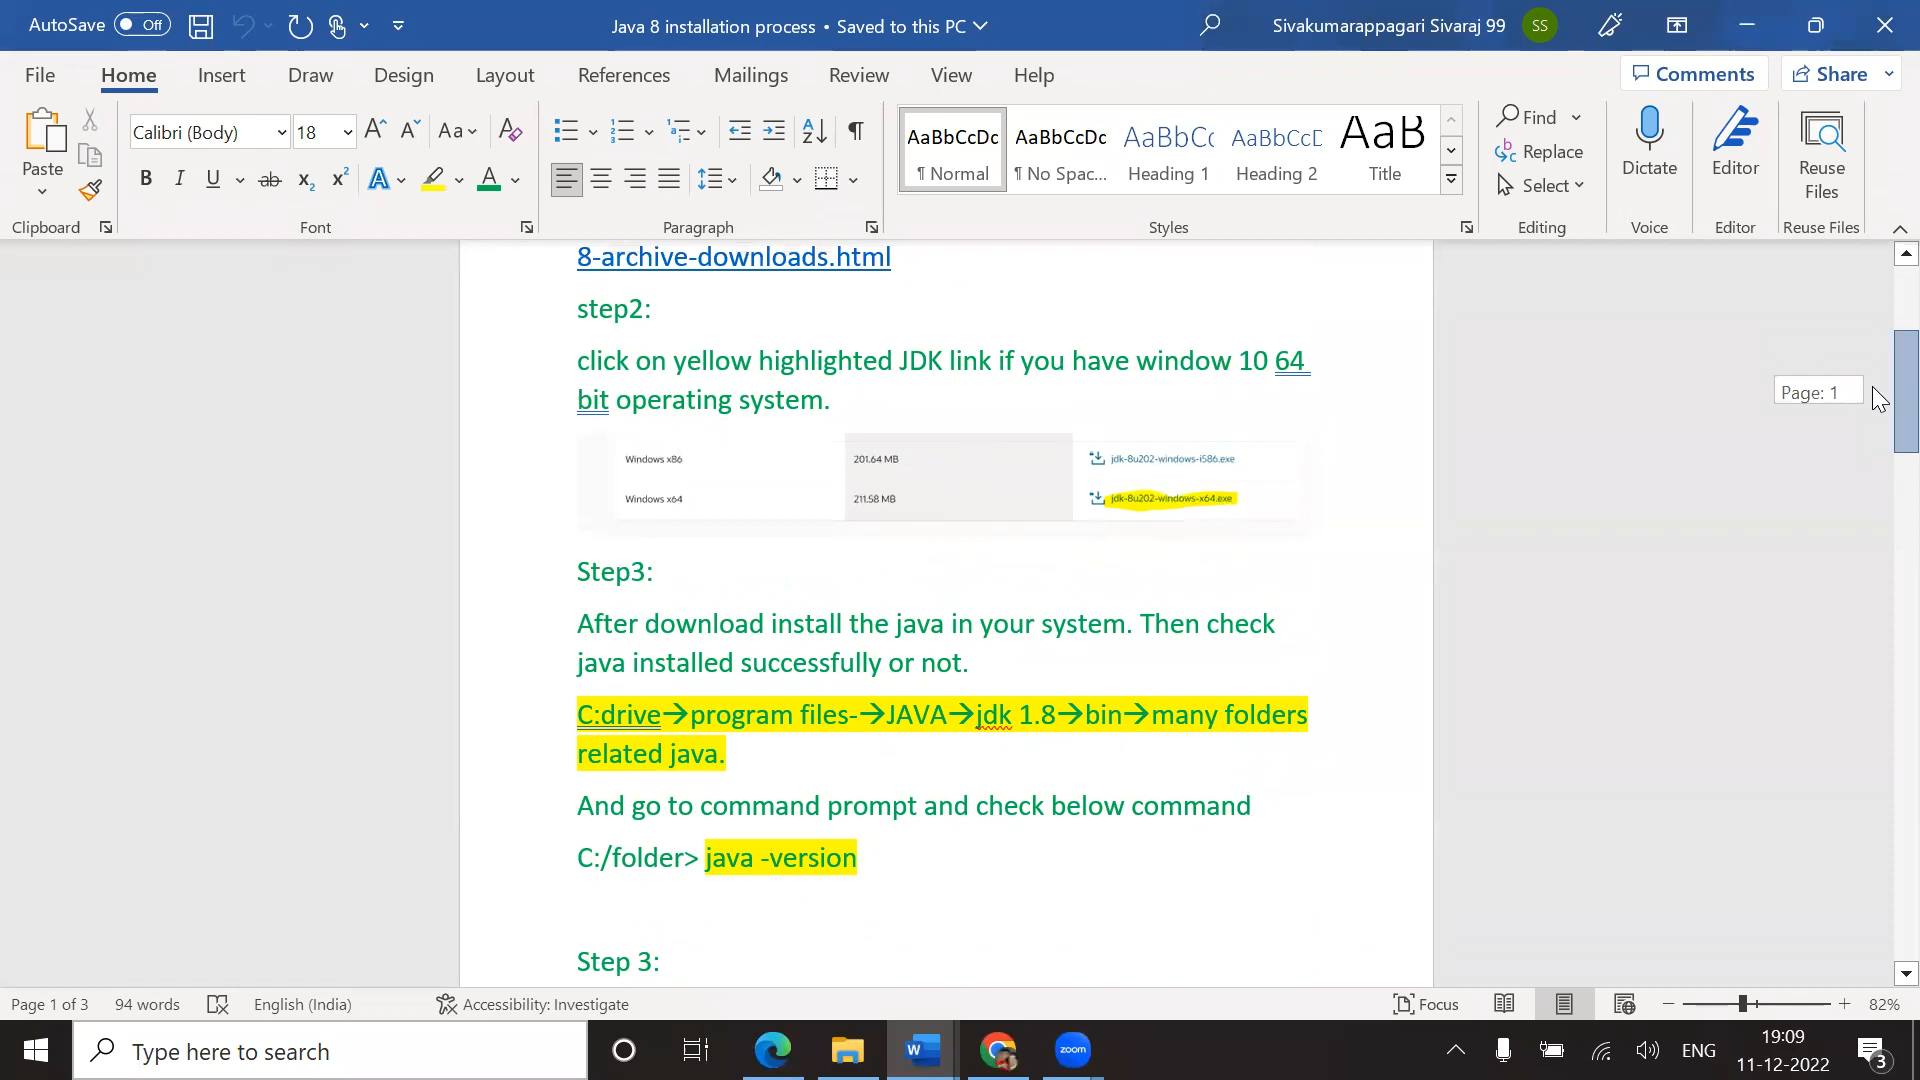 AutoSave Off Java 8 installation process • Saved to this PC Sivakumarappagari Sivaraj 99 SS
File Home Insert Draw Design Layout References Mailings Review View Help Comments Share
Paste Calibri (Body) 18 Aa
AaBbCcDc AaBbCcDc AaBbCc AaBbCcD AaB
¶ Normal ¶ No Spac... Heading 1 Heading 2 Title
Find
Replace
Select
Dictate Editor Reuse Files
Clipboard Font Paragraph Styles Editing Voice Editor Reuse Files
8-archive-downloads.html
step2:
click on yellow highlighted JDK link if you have window 10 64
bit operating system.
Page: 1
Windows x86 201.64 MB jdk-8u202-windows-i586.exe
Windows x64 211.58 MB jdk-8u202-windows-x64.exe
Step3:
After download install the java in your system. Then check
java installed successfully or not.
C:drive→program files-→JAVA→jdk 1.8→bin→many folders
related java.
And go to command prompt and check below command
C:/folder> java -version
Step 3:
Page 1 of 3 94 words English (India) Accessibility: Investigate Focus 82%
Type here to search W zoom ENG 19:09
11-12-2022 3